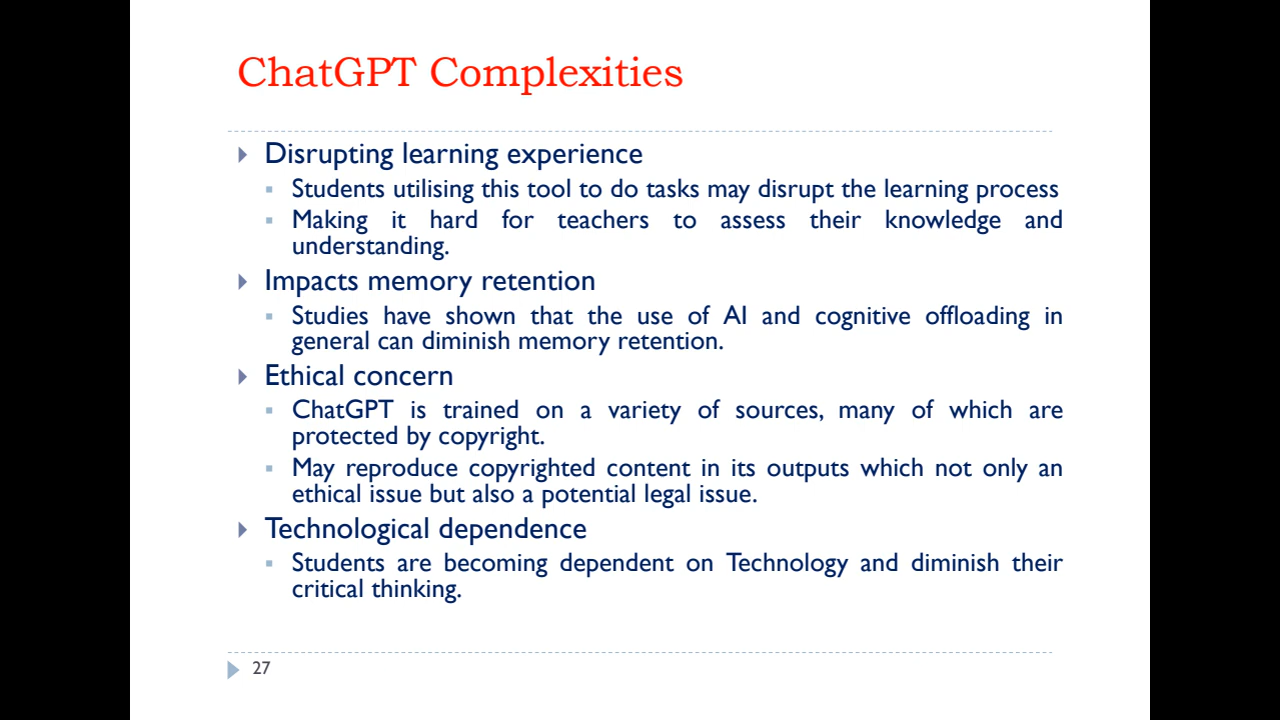 ChatGPT Complexities
Disrupting learning experience
Students utilising this tool to do tasks may disrupt the learning process
Making it hard for teachers to assess their knowledge and
understanding.
Impacts memory retention
Studies have shown that the use of AI and cognitive offloading in
general can diminish memory retention.
Ethical concern
ChatGPT is trained on a variety of sources, many of which are
protected by copyright.
May reproduce copyrighted content in its outputs which not only an
ethical issue but also a potential legal issue.
Technological dependence
Students are becoming dependent on Technology and diminish their
critical thinking.
27